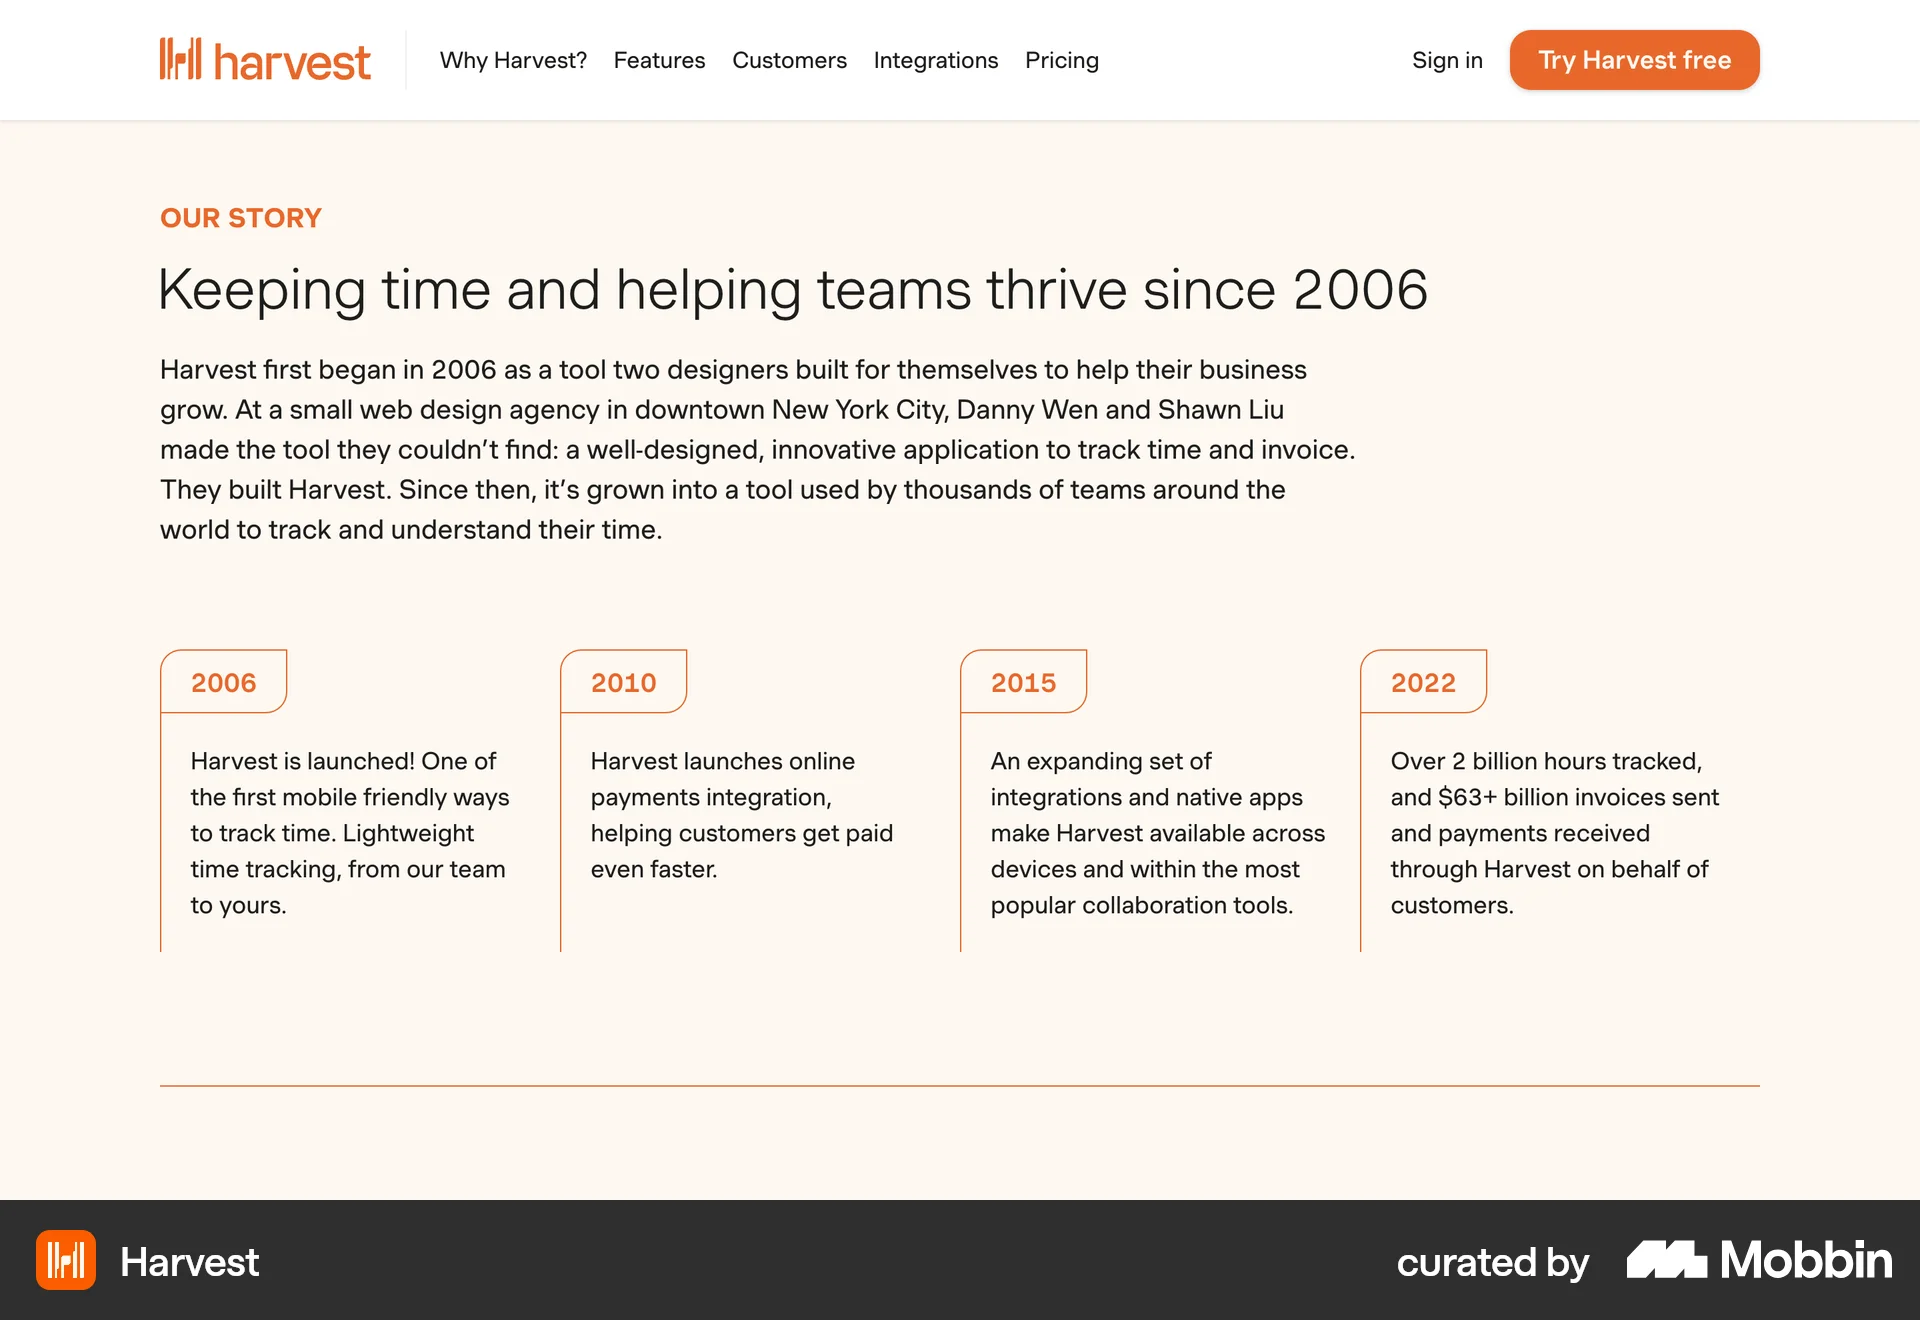 harvest
Why Harvest? Features Customers Integrations Pricing
Sign in
Try Harvest free
OUR STORY
Keeping time and helping teams thrive since 2006
Harvest first began in 2006 as a tool two designers built for themselves to help their business
grow. At a small web design agency in downtown New York City, Danny Wen and Shawn Liu
made the tool they couldn’t find: a well-designed, innovative application to track time and invoice.
They built Harvest. Since then, it’s grown into a tool used by thousands of teams around the
world to track and understand their time.
2006
Harvest is launched! One of
the first mobile friendly ways
to track time. Lightweight
time tracking, from our team
to yours.
2010
Harvest launches online
payments integration,
helping customers get paid
even faster.
2015
An expanding set of
integrations and native apps
make Harvest available across
devices and within the most
popular collaboration tools.
2022
Over 2 billion hours tracked,
and $63+ billion invoices sent
and payments received
through Harvest on behalf of
customers.
Harvest
curated by Mobbin